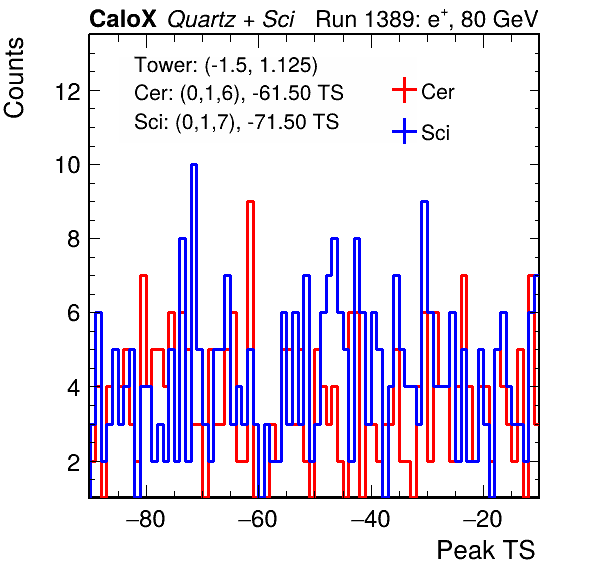 CaloX Quartz + Sci Run 1389: e+, 80 GeV
Tower: (-1.5, 1.125)
Cer: (0,1,6), -61.50 TS
Sci: (0,1,7), -71.50 TS
Cer
Sci
Counts
12
10
8
6
4
2
−80 −60 −40 −20
Peak TS